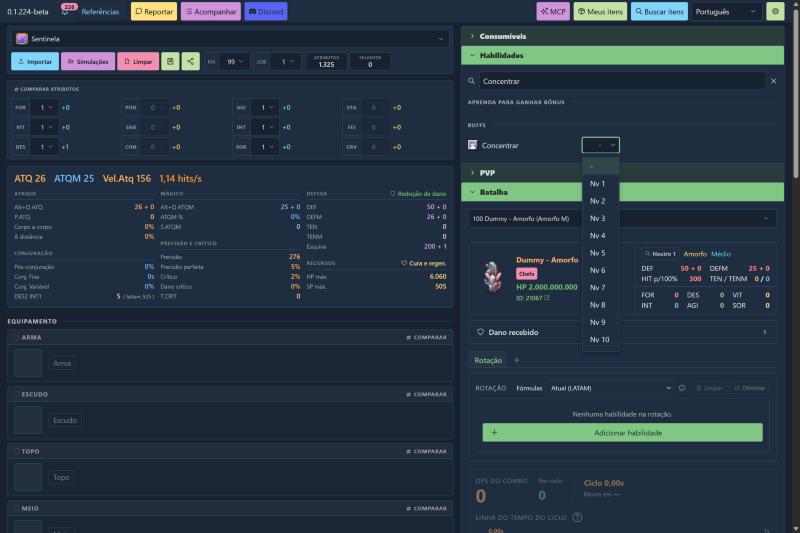 0.1.224-beta
226
Referências
Reportar
Acompanhar
Discord
MCP
Meus itens
Buscar itens
Português
Sentinela
Importar
Simulações
Limpar
NV 99
JOB 1
ATRIBUTOS
1.325
TALENTOS
0
COMPARAR ATRIBUTOS
FOR 1 +0
POD 0 +0
AGI 1 +0
STA 0 +0
VIT 1 +0
SAB 0 +0
INT 1 +0
FEI 0 +0
DES 1 +1
CON 0 +0
SOR 1 +0
CRV 0 +0
ATQ 26 ATQM 25 Vel.Atq 156 1,14 hits/s
ATAQUE
Alt+Q ATQ 26 + 0
P.ATQ 0
Corpo a corpo 0%
À distância 0%
CONJURAÇÃO
Pós-conjuração 0%
Conj. Fixa 0s
Conj. Variável 0%
DES2 INT1 5 ( faltam 525 )
MÁGICO
Alt+Q ATQM 25 + 0
ATQM % 0%
S.ATQM 0
PRECISÃO E CRÍTICO
Precisão 276
Precisão perfeita 5%
Crítico 2%
Dano crítico 0%
T.CRIT 0
DEFESA
Redução de dano
DEF 50 + 0
DEFM 26 + 0
TEN 0
TENM 0
Esquiva 200 + 1
RECURSOS
Cura e regen.
HP máx. 6.060
SP máx. 505
EQUIPAMENTO
ARMA
COMPARAR
Arma
ESCUDO
COMPARAR
Escudo
TOPO
COMPARAR
Topo
MEIO
COMPARAR
Consumíveis
Habilidades
Concentrar
APRENDA PARA GANHAR BÔNUS
BUFFS
Concentrar
-
-
Nv 1
Nv 2
Nv 3
Nv 4
Nv 5
Nv 6
Nv 7
Nv 8
Nv 9
Nv 10
PVP
Batalha
100 Dummy - Amorfo (Amorfo M)
Dummy - Amorfo
Chefe
HP 2.000.000.000
ID: 21067
Neutro 1
Amorfo
Médio
DEF 50 + 0
DEFM 25 + 0
HIT p/100% 300
TEN / TENM 0 / 0
FOR 0
DES 0
VIT 0
INT 0
AGI 0
SOR 0
Dano recebido
Rotação
+
ROTAÇÃO
Fórmulas
Atual (LATAM)
Limpar
Otimizar
Nenhuma habilidade na rotação.
+ Adicionar habilidade
DPS DO COMBO
0
Por ciclo
0
Ciclo 0,00s
Morre em —
LINHA DO TEMPO DO CICLO
?
0,00s
1s